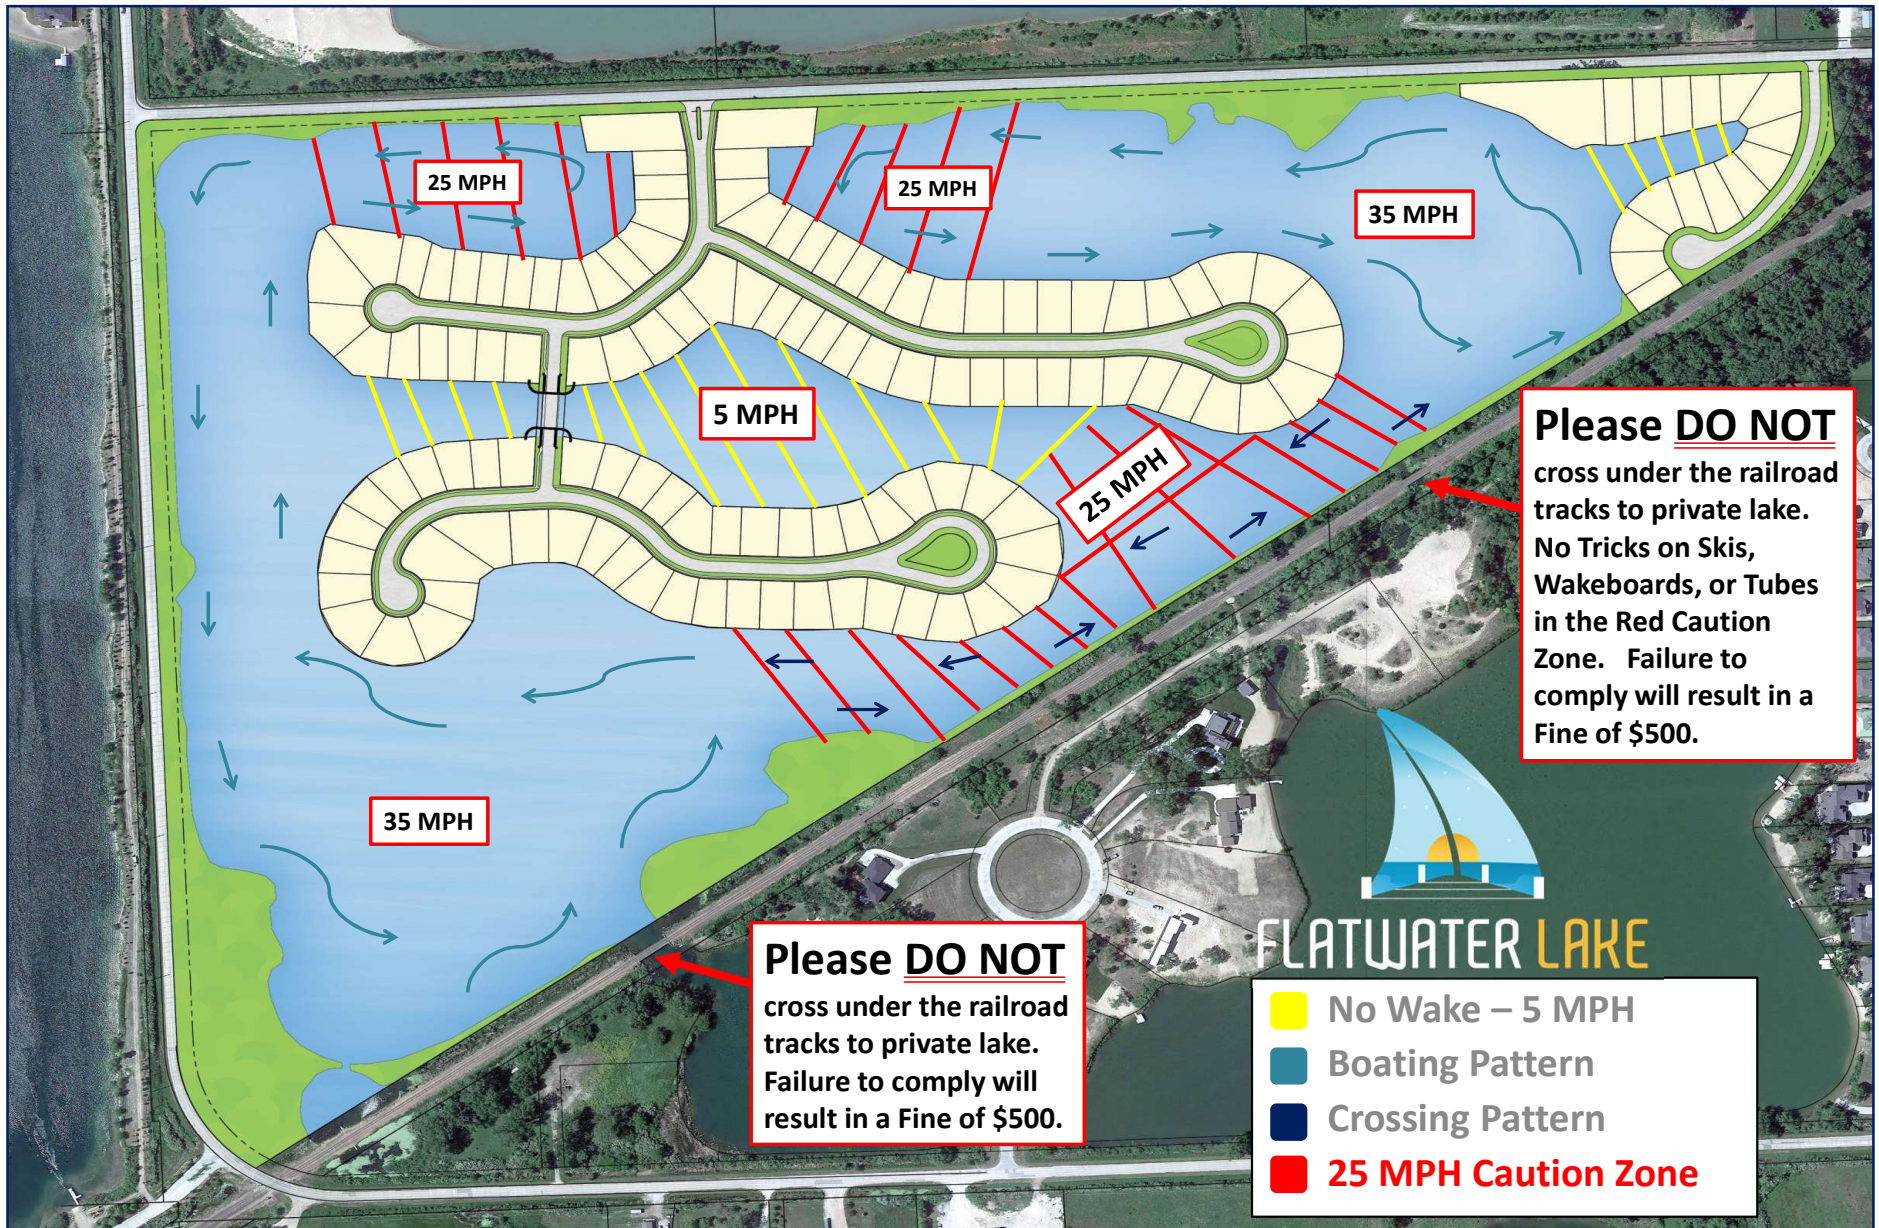 25 MPH
25 MPH
35 MPH
5 MPH
25 MPH
Please DO NOT
cross under the railroad
tracks to private lake.
No Tricks on Skis,
Wakeboards, or Tubes
in the Red Caution
Zone. Failure to
comply will result in a
Fine of $500.
35 MPH
Please DO NOT
cross under the railroad
tracks to private lake.
Failure to comply will
result in a Fine of $500.
FLATWATER LAKE
No Wake – 5 MPH
Boating Pattern
Crossing Pattern
25 MPH Caution Zone